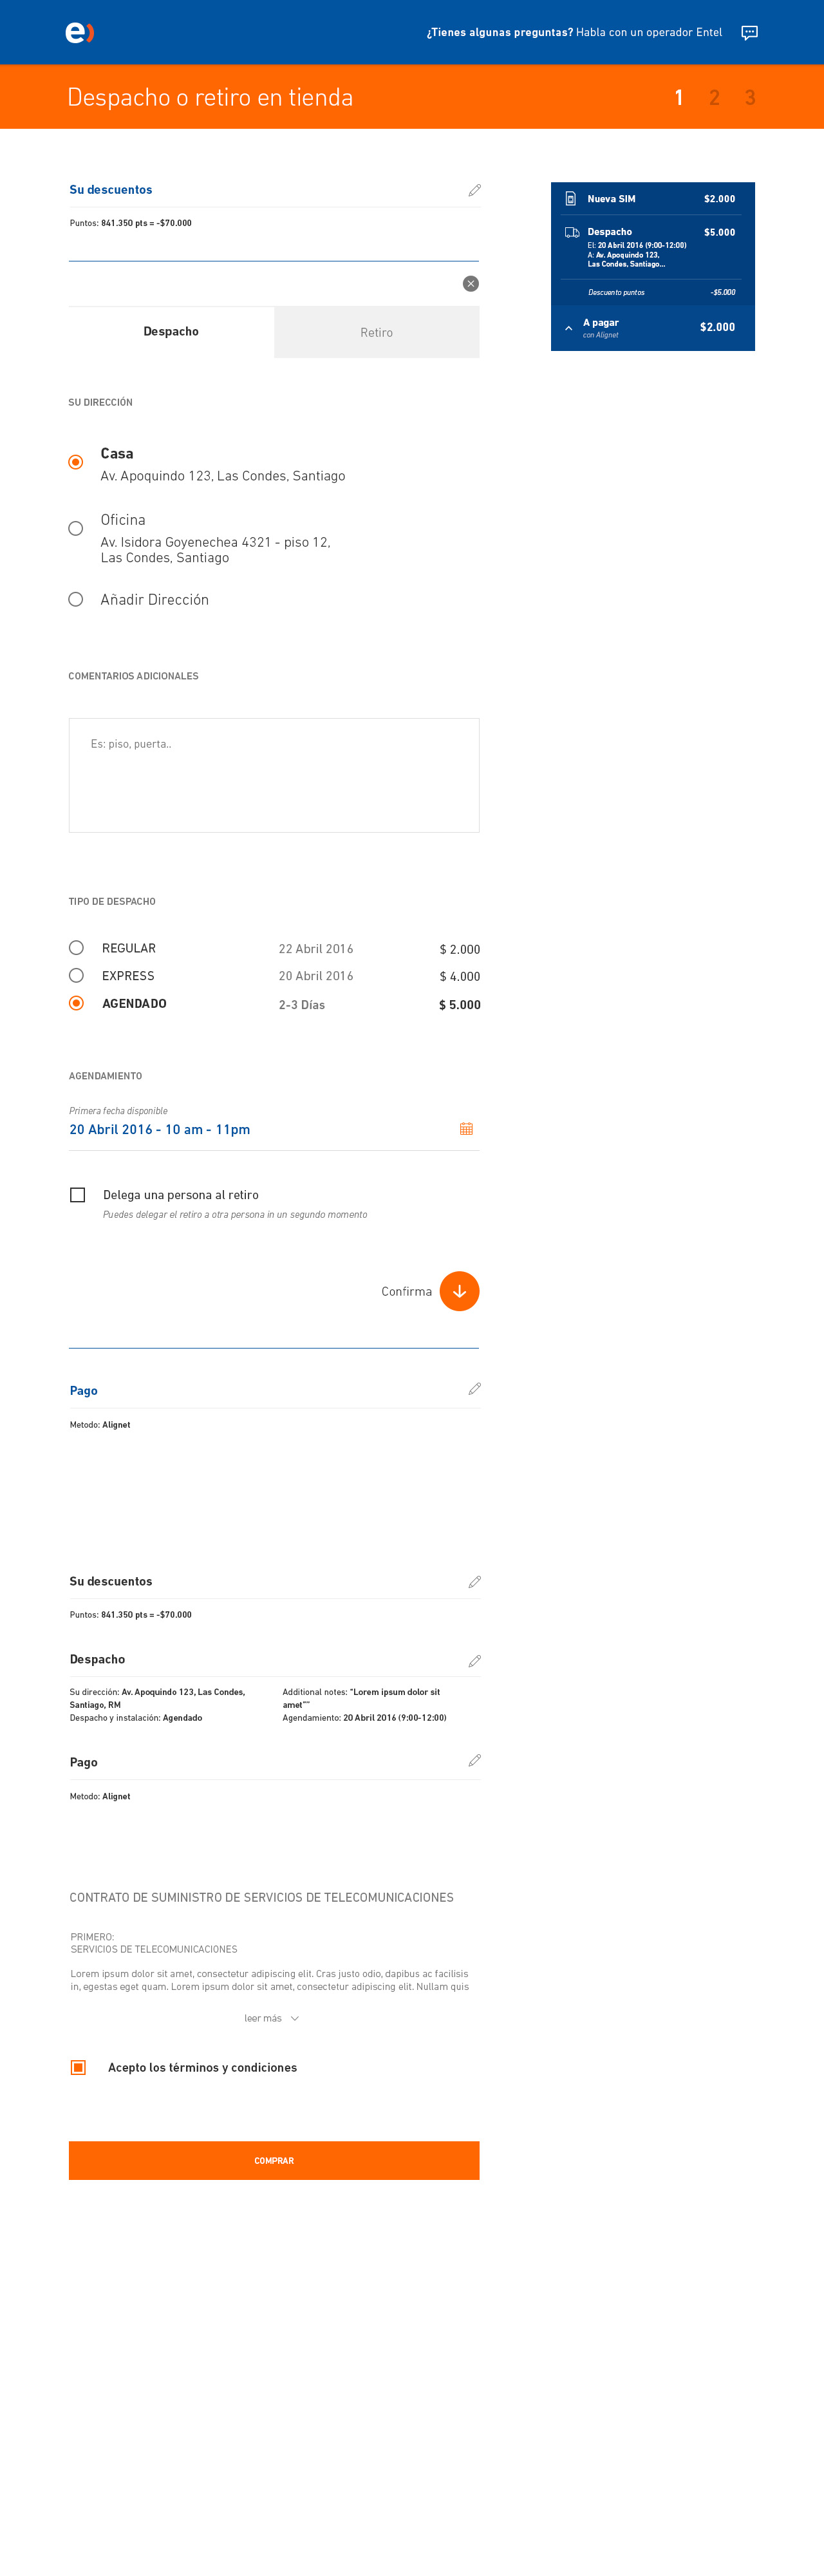 e)
¿Tienes algunas preguntas? Habla con un operador Entel
Despacho o retiro en tienda
1 2 3
Su descuentos
Puntos: 841.350 pts = -$70.000
Despacho
Retiro
SU DIRECCIÓN
Casa
Av. Apoquindo 123, Las Condes, Santiago
Oficina
Av. Isidora Goyenechea 4321 - piso 12,
Las Condes, Santiago
Añadir Dirección
COMENTARIOS ADICIONALES
Es: piso, puerta..
TIPO DE DESPACHO
REGULAR 22 Abril 2016 $ 2.000
EXPRESS 20 Abril 2016 $ 4.000
AGENDADO 2-3 Días $ 5.000
AGENDAMIENTO
Primera fecha disponible
20 Abril 2016 - 10 am - 11pm
Delega una persona al retiro
Puedes delegar el retiro a otra persona in un segundo momento
Confirma
Pago
Metodo: Alignet
Nueva SIM $2.000
Despacho $5.000
El: 20 Abril 2016 (9:00-12:00)
A: Av. Apoquindo 123,
Las Condes, Santiago...
Descuento puntos -$5.000
A pagar $2.000
con Alignet
Su descuentos
Puntos: 841.350 pts = -$70.000
Despacho
Su dirección: Av. Apoquindo 123, Las Condes,
Santiago, RM
Despacho y instalación: Agendado
Additional notes: "Lorem ipsum dolor sit
amet""
Agendamiento: 20 Abril 2016 (9:00-12:00)
Pago
Metodo: Alignet
CONTRATO DE SUMINISTRO DE SERVICIOS DE TELECOMUNICACIONES
PRIMERO:
SERVICIOS DE TELECOMUNICACIONES
Lorem ipsum dolor sit amet, consectetur adipiscing elit. Cras justo odio, dapibus ac facilisis
in, egestas eget quam. Lorem ipsum dolor sit amet, consectetur adipiscing elit. Nullam quis
leer más
Acepto los términos y condiciones
COMPRAR